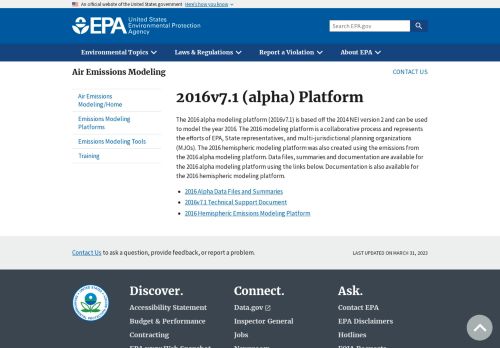 An official website of the United States government Here's how you know
EPA United States
Environmental Protection
Agency
Search EPA.gov
Environmental Topics
Laws & Regulations
Report a Violation
About EPA
Air Emissions Modeling
CONTACT US
Air Emissions
Modeling/Home
Emissions Modeling
Platforms
Emissions Modeling Tools
Training
2016v7.1 (alpha) Platform
The 2016 alpha modeling platform (2016v7.1) is based off the 2014 NEI version 2 and can be used
to model the year 2016. The 2016 modeling platform is a collaborative process and represents
the efforts of EPA, State representatives, and multi-jurisdictional planning organizations
(MJOs). The 2016 hemispheric modeling platform was also created using the emissions from
the 2016 alpha modeling platform. Data files, summaries and documentation are available for
the 2016 alpha modeling platform using the links below. Documentation is also available for
the 2016 hemispheric modeling platform.
2016 Alpha Data Files and Summaries
2016v7.1 Technical Support Document
2016 Hemispheric Emissions Modeling Platform
Contact Us to ask a question, provide feedback, or report a problem.
LAST UPDATED ON MARCH 31, 2023
Discover.
Accessibility Statement
Budget & Performance
Contracting
EPA www Web Snapshot
Connect.
Data.gov
Inspector General
Jobs
Newsroom
Ask.
Contact EPA
EPA Disclaimers
Hotlines
FOIA Requests